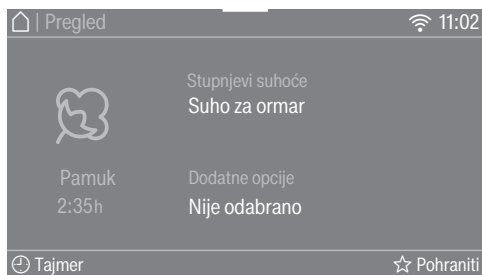 | Pregled
11:02
Stupnjevi suhoće
Suho za ormar
Pamuk
2:35h
Dodatne opcije
Nije odabrano
Tajmer
Pohraniti